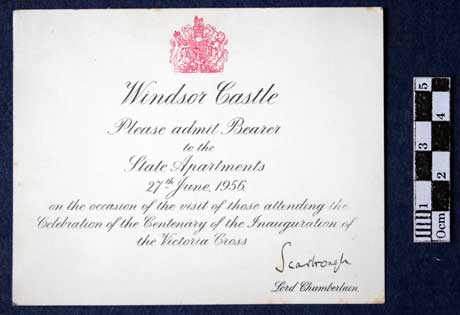 Windsor Castle
Please admit Bearer
to the
State Apartments
27th June, 1956,
on the occasion of the visit of those attending the
Celebration of the Centenary of the Inauguration of
the Victoria Cross
Scarbrough
Lord Chamberlain
0cm 1 2 3 4 5